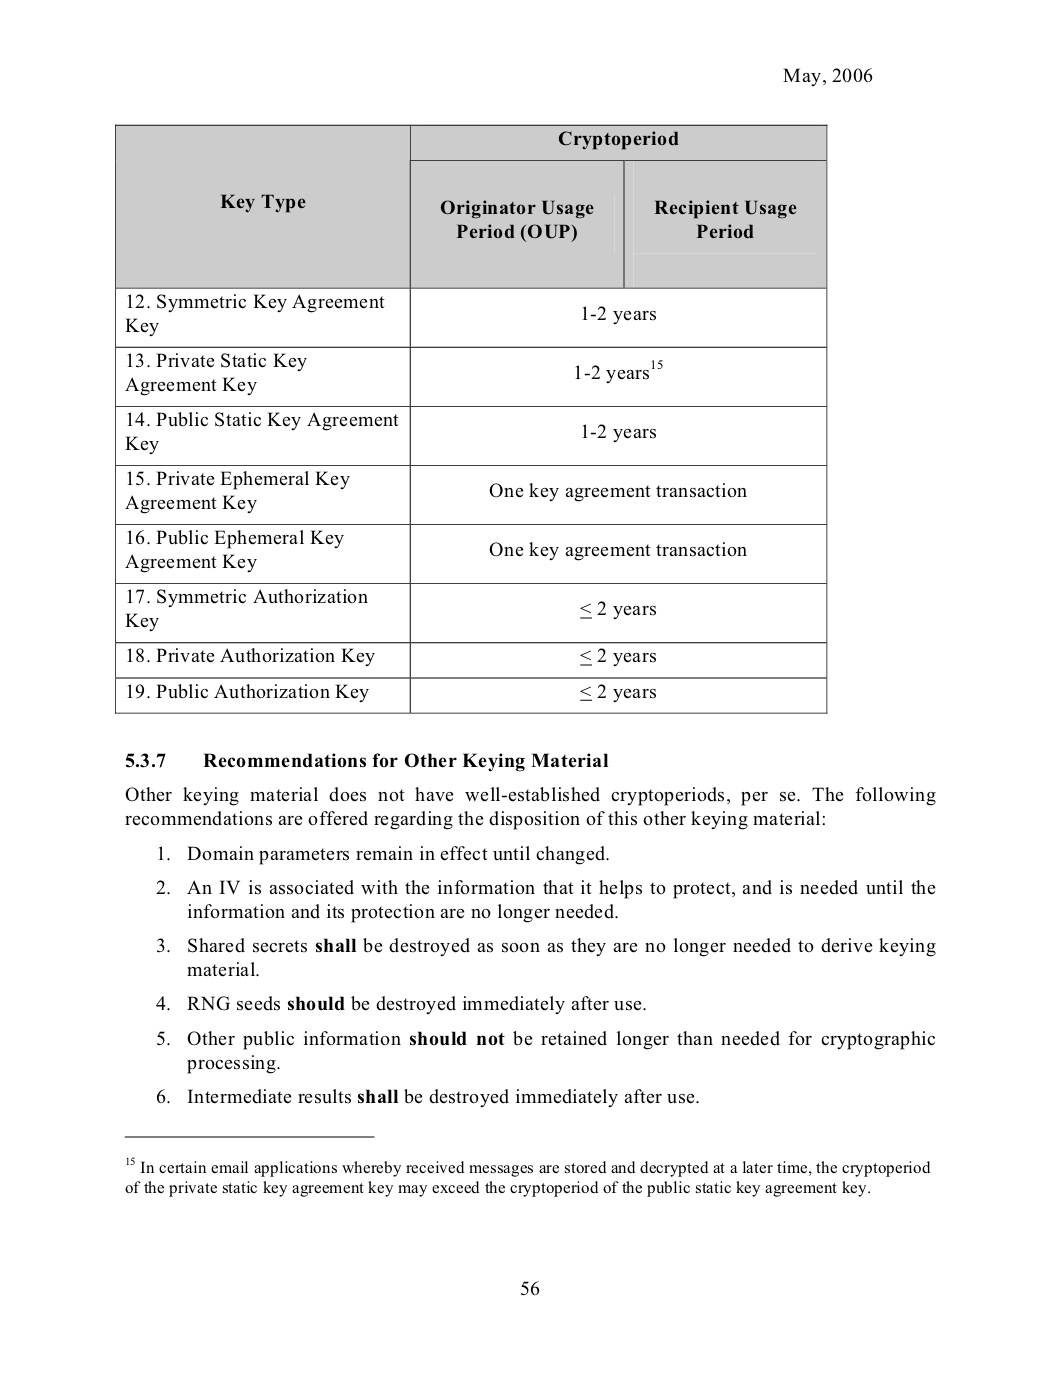 May, 2006
Key Type
Cryptoperiod
Originator Usage
Period (OUP)
Recipient Usage
Period
12. Symmetric Key Agreement
Key
1-2 years
13. Private Static Key
Agreement Key
1-2 years15
14. Public Static Key Agreement
Key
1-2 years
15. Private Ephemeral Key
Agreement Key
One key agreement transaction
16. Public Ephemeral Key
Agreement Key
One key agreement transaction
17. Symmetric Authorization
Key
≤ 2 years
18. Private Authorization Key
≤ 2 years
19. Public Authorization Key
≤ 2 years
5.3.7 Recommendations for Other Keying Material
Other keying material does not have well-established cryptoperiods, per se. The following
recommendations are offered regarding the disposition of this other keying material:
1. Domain parameters remain in effect until changed.
2. An IV is associated with the information that it helps to protect, and is needed until the
information and its protection are no longer needed.
3. Shared secrets shall be destroyed as soon as they are no longer needed to derive keying
material.
4. RNG seeds should be destroyed immediately after use.
5. Other public information should not be retained longer than needed for cryptographic
processing.
6. Intermediate results shall be destroyed immediately after use.
15 In certain email applications whereby received messages are stored and decrypted at a later time, the cryptoperiod
of the private static key agreement key may exceed the cryptoperiod of the public static key agreement key.
56